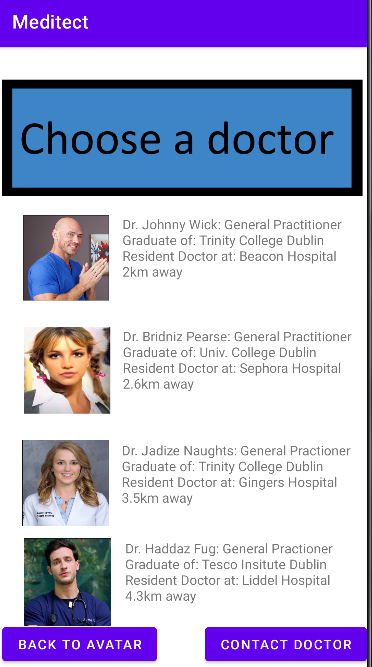 Meditect
Choose a doctor
Dr. Johnny Wick: General Practitioner
Graduate of: Trinity College Dublin
Resident Doctor at: Beacon Hospital
2km away
Dr. Bridniz Pearse: General Practitioner
Graduate of: Univ. College Dublin
Resident Doctor at: Sephora Hospital
2.6km away
Dr. Jadize Naughts: General Practioner
Graduate of: Trinity College Dublin
Resident Doctor at: Gingers Hospital
3.5km away
Dr. Haddaz Fug: General Practioner
Graduate of: Tesco Insitute Dublin
Resident Doctor at: Liddel Hospital
4.3km away
BACK TO AVATAR
CONTACT DOCTOR